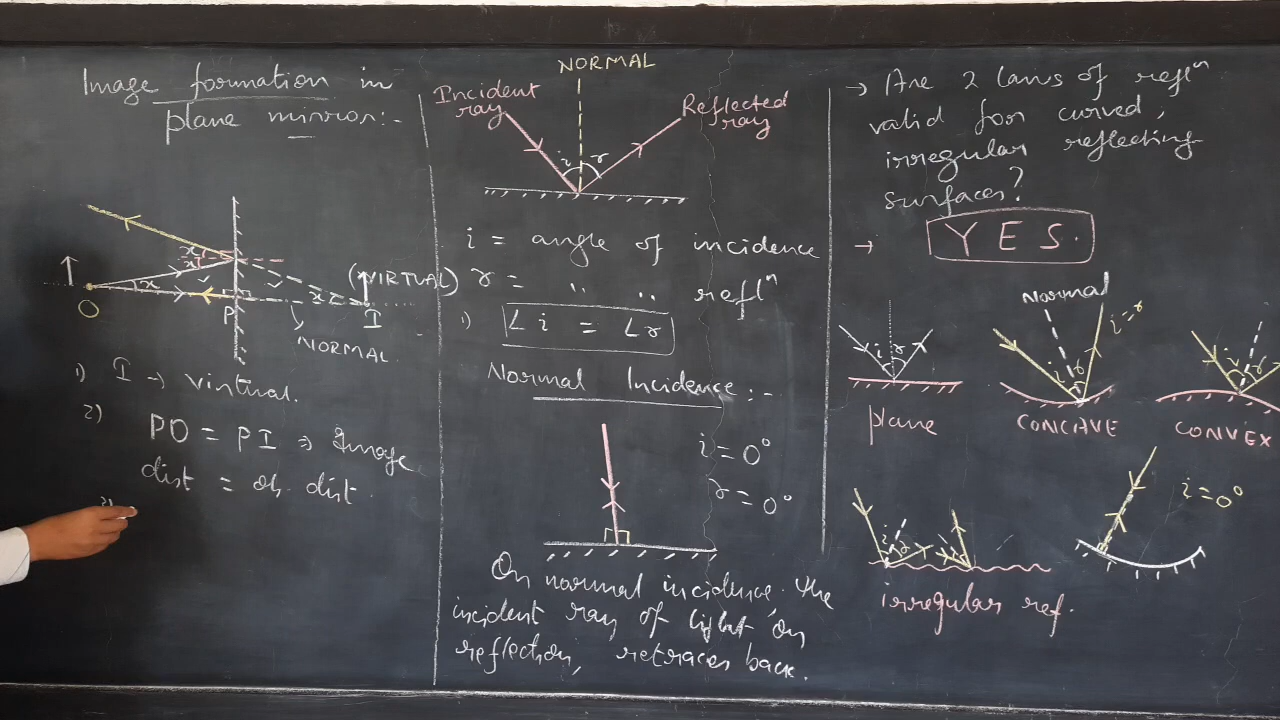 Image formation in
plane mirror:-
x
x
x
x
O
P
I
(VIRTUAL)
NORMAL
1) I → Virtual.
2) PO = PI ⇒ Image
dist = ob. dist.
3)
NORMAL
Incident
ray
Reflected
ray
i
r
i = angle of incidence
r = ,, ,, reflⁿ
1) ∠i = ∠r
Normal Incidence:-
i = 0°
r = 0°
On normal incidence the
incident ray of light on
reflection, retraces back.
→ Are 2 laws of reflⁿ
valid for curved,
irregular reflecting
surfaces?
→ YES.
i
r
plane
Normal
i
r
i = r
CONCAVE
i
r
CONVEX
i
r
irregular ref.
i = 0°